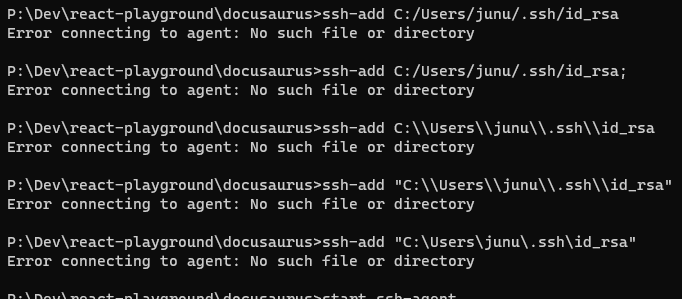 P:\Dev\react-playground\docusaurus>ssh-add C:/Users/junu/.ssh/id_rsa
Error connecting to agent: No such file or directory
P:\Dev\react-playground\docusaurus>ssh-add C:/Users/junu/.ssh/id_rsa;
Error connecting to agent: No such file or directory
P:\Dev\react-playground\docusaurus>ssh-add C:\\Users\\junu\\.ssh\\id_rsa
Error connecting to agent: No such file or directory
P:\Dev\react-playground\docusaurus>ssh-add "C:\\Users\\junu\\.ssh\\id_rsa"
Error connecting to agent: No such file or directory
P:\Dev\react-playground\docusaurus>ssh-add "C:\Users\junu\.ssh\id_rsa"
Error connecting to agent: No such file or directory
P:\Dev\react-playground\docusaurus>start ssh-agent